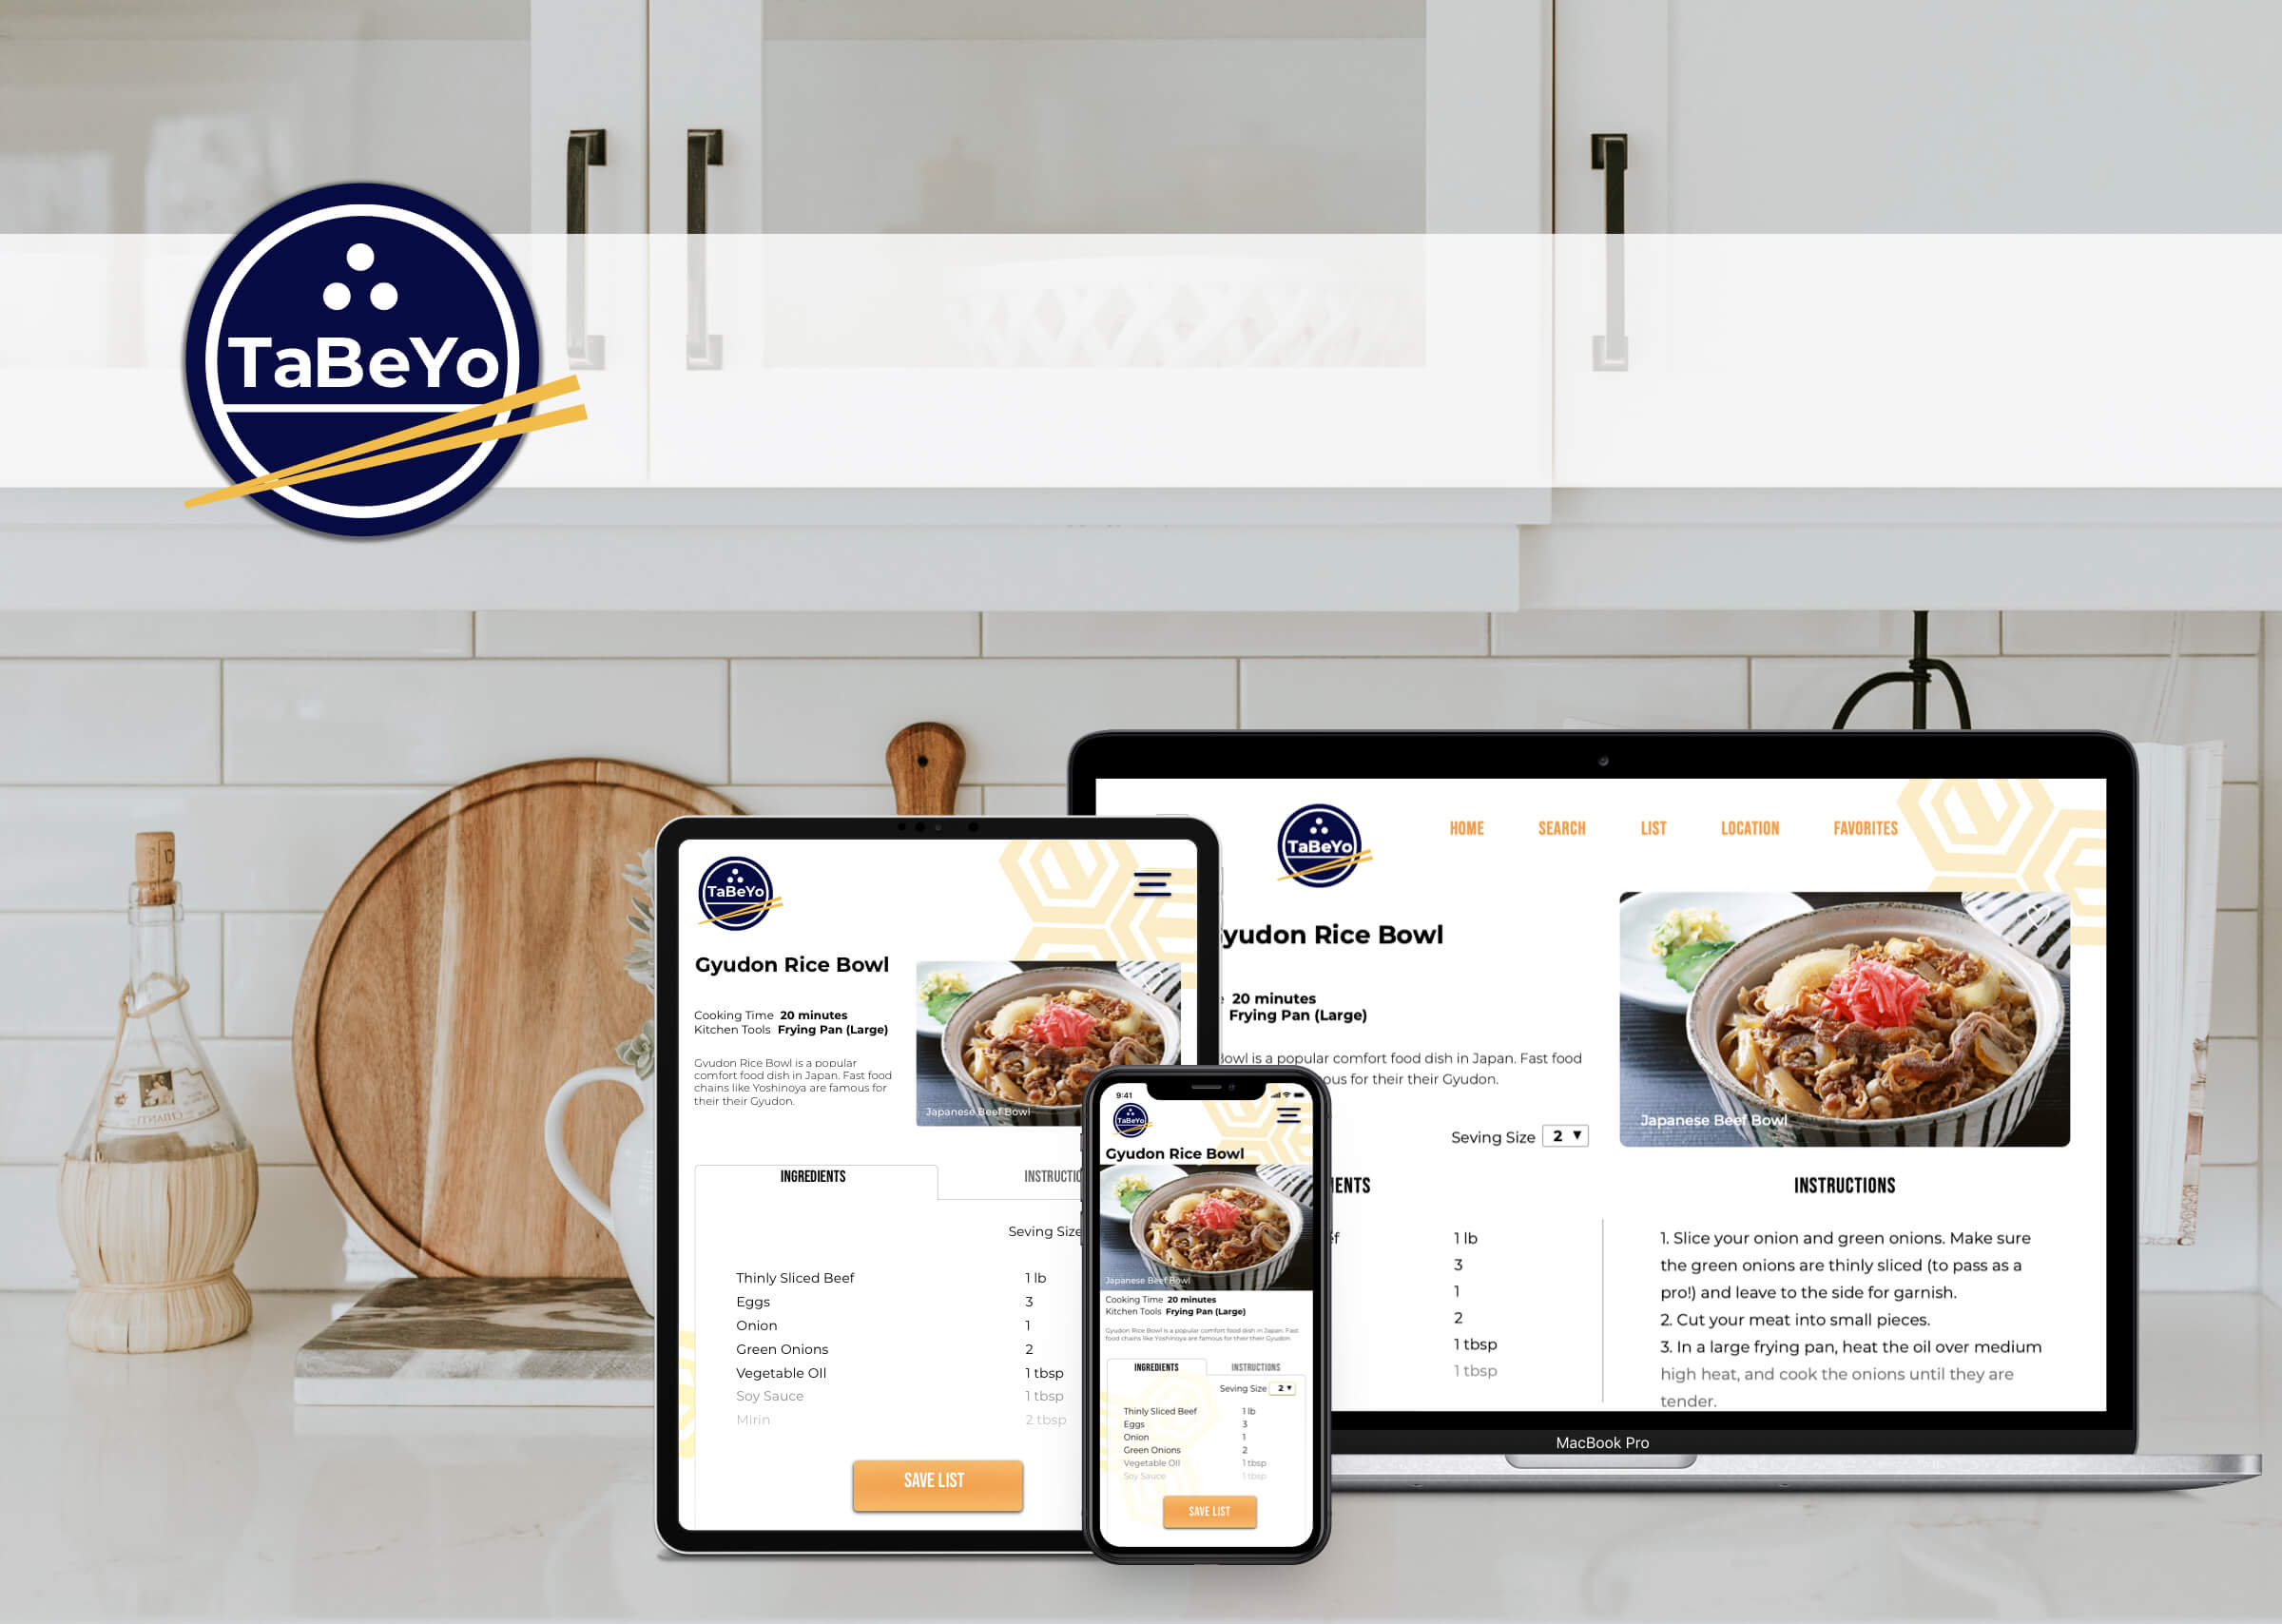 TaBeYo
TaBeYo
Gyudon Rice Bowl
Cooking Time 20 minutes
Kitchen Tools Frying Pan (Large)
Gyudon Rice Bowl is a popular
comfort food dish in Japan. Fast food
chains like Yoshinoya are famous for
their their Gyudon.
Japanese Beef Bowl
INGREDIENTS
INSTRUCTIO
Seving Size
Thinly Sliced Beef 1 lb
Eggs 3
Onion 1
Green Onions 2
Vegetable OIl 1 tbsp
Soy Sauce 1 tbsp
Mirin 2 tbsp
SAVE LIST
9:41
TaBeYo
Gyudon Rice Bowl
Japanese Beef Bowl
Cooking Time 20 minutes
Kitchen Tools Frying Pan (Large)
Gyudon Rice Bowl is a popular comfort food dish in Japan. Fast
food chains like Yoshinoya are famous for their their Gyudon.
INGREDIENTS
INSTRUCTIONS
Seving Size 2
Thinly Sliced Beef 1 lb
Eggs 3
Onion 1
Green Onions 2
Vegetable OIl 1 tbsp
Soy Sauce 1 tbsp
SAVE LIST
TaBeYo
HOME SEARCH LIST LOCATION FAVORITES
yudon Rice Bowl
e 20 minutes
Frying Pan (Large)
Bowl is a popular comfort food dish in Japan. Fast food
ous for their their Gyudon.
Seving Size 2
Japanese Beef Bowl
ENTS
ef 1 lb
3
1
2
1 tbsp
1 tbsp
INSTRUCTIONS
1. Slice your onion and green onions. Make sure
the green onions are thinly sliced (to pass as a
pro!) and leave to the side for garnish.
2. Cut your meat into small pieces.
3. In a large frying pan, heat the oil over medium
high heat, and cook the onions until they are
tender.
MacBook Pro